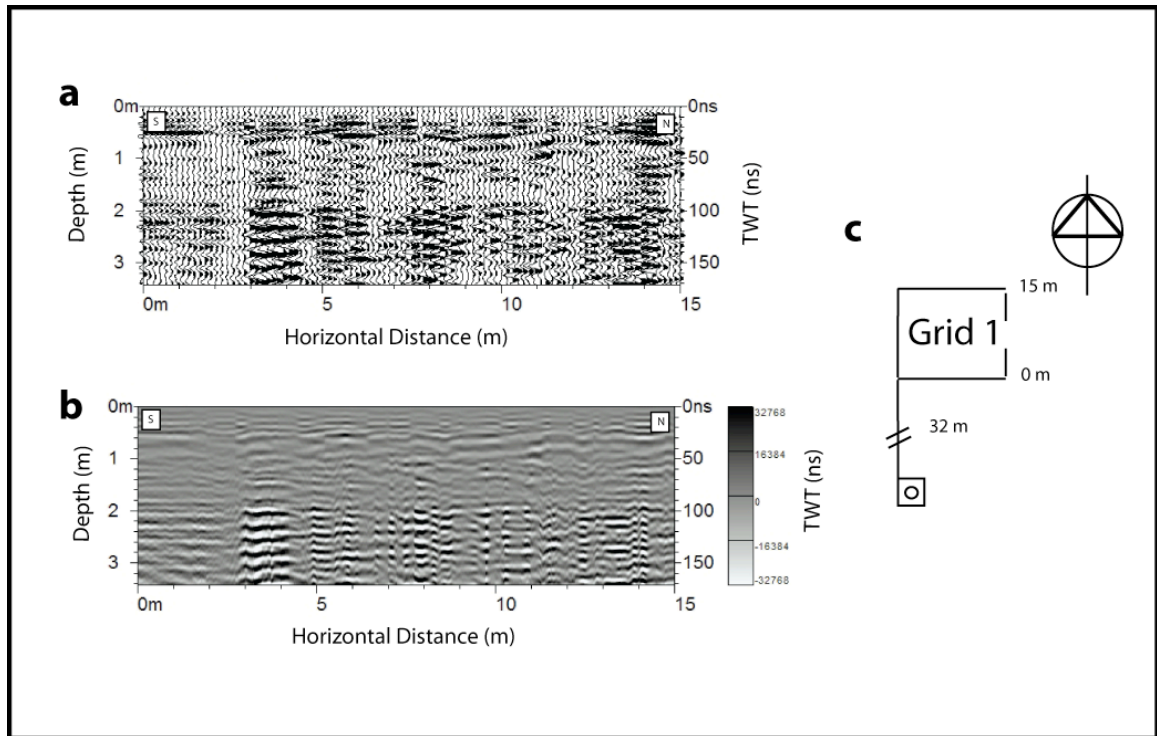 a
0m
1
2
3
Depth (m)
S
N
0ns
50
100
150
TWT (ns)
0m
5
10
15
Horizontal Distance (m)
b
0m
1
2
3
Depth (m)
S
N
0ns
50
100
150
TWT (ns)
32768
16384
0
-16384
-32768
0m
5
10
15
Horizontal Distance (m)
c
15 m
Grid 1
0 m
32 m